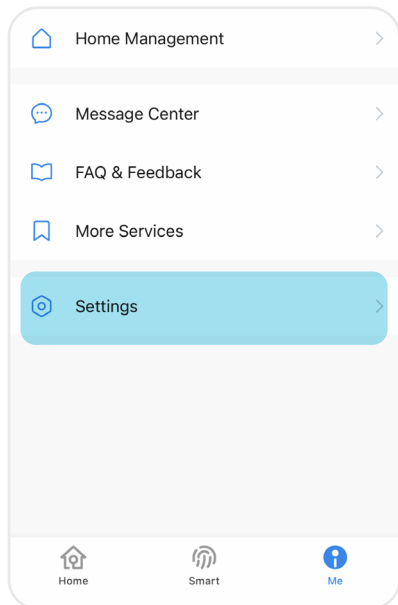 Home Management
Message Center
FAQ & Feedback
More Services
Settings
Home
Smart
Me